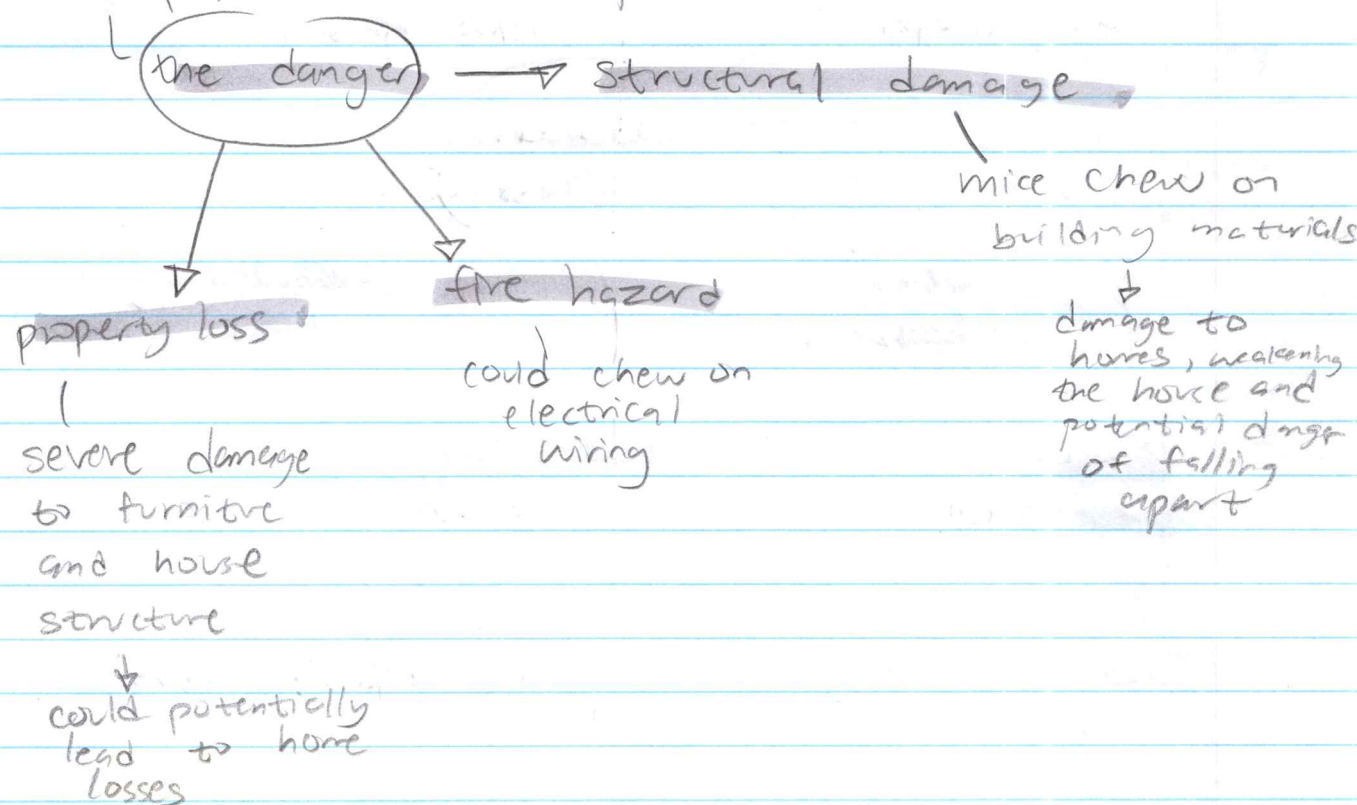 the danger
structural damage
mice chew on
building materials
damage to
homes, weakening
the house and
potential danger
of falling
apart
fire hazard
could chew on
electrical
wiring
property loss
severe damage
to furnitre
and house
structure
could potentially
lead to home
losses